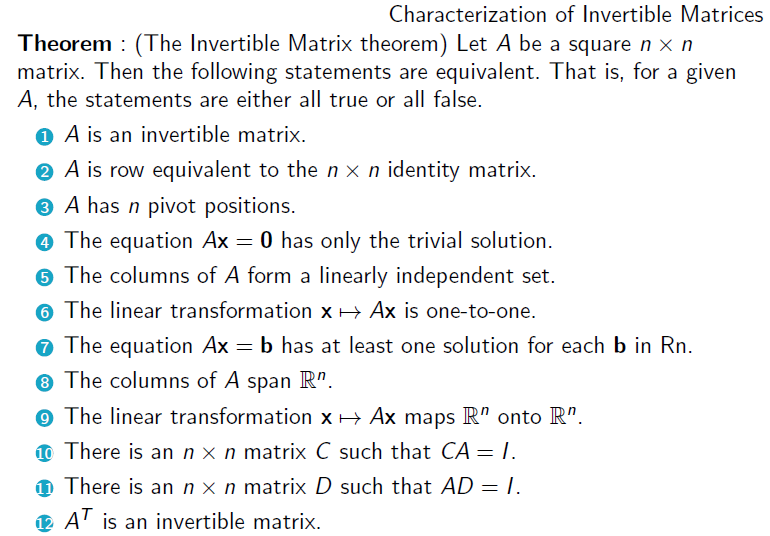 Characterization of Invertible Matrices
Theorem : (The Invertible Matrix theorem) Let A be a square n × n
matrix. Then the following statements are equivalent. That is, for a given
A, the statements are either all true or all false.
1 A is an invertible matrix.
2 A is row equivalent to the n × n identity matrix.
3 A has n pivot positions.
4 The equation Ax = 0 has only the trivial solution.
5 The columns of A form a linearly independent set.
6 The linear transformation x ↦ Ax is one-to-one.
7 The equation Ax = b has at least one solution for each b in Rn.
8 The columns of A span ℝⁿ.
9 The linear transformation x ↦ Ax maps ℝⁿ onto ℝⁿ.
10 There is an n × n matrix C such that CA = I.
11 There is an n × n matrix D such that AD = I.
12 Aᵀ is an invertible matrix.